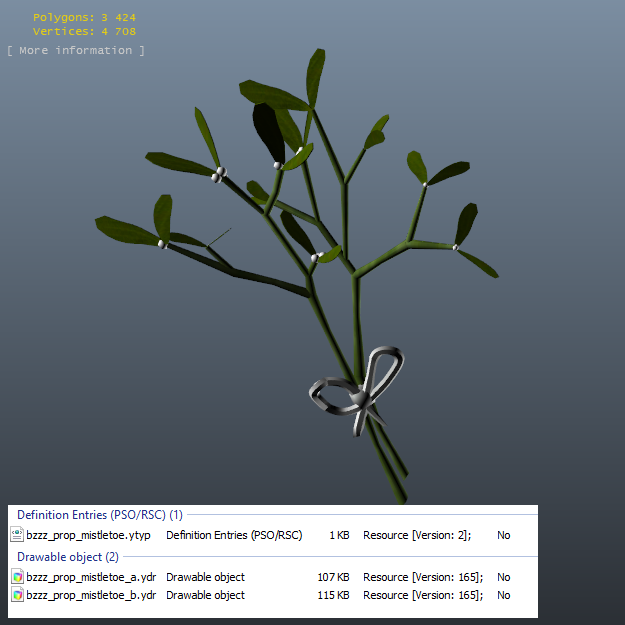 Polygons: 3 424
Vertices: 4 708
[ More information ]
Definition Entries (PSO/RSC) (1)
bzzz_prop_mistletoe.ytyp Definition Entries (PSO/RSC) 1 KB Resource [Version: 2]; No
Drawable object (2)
bzzz_prop_mistletoe_a.ydr Drawable object 107 KB Resource [Version: 165]; No
bzzz_prop_mistletoe_b.ydr Drawable object 115 KB Resource [Version: 165]; No